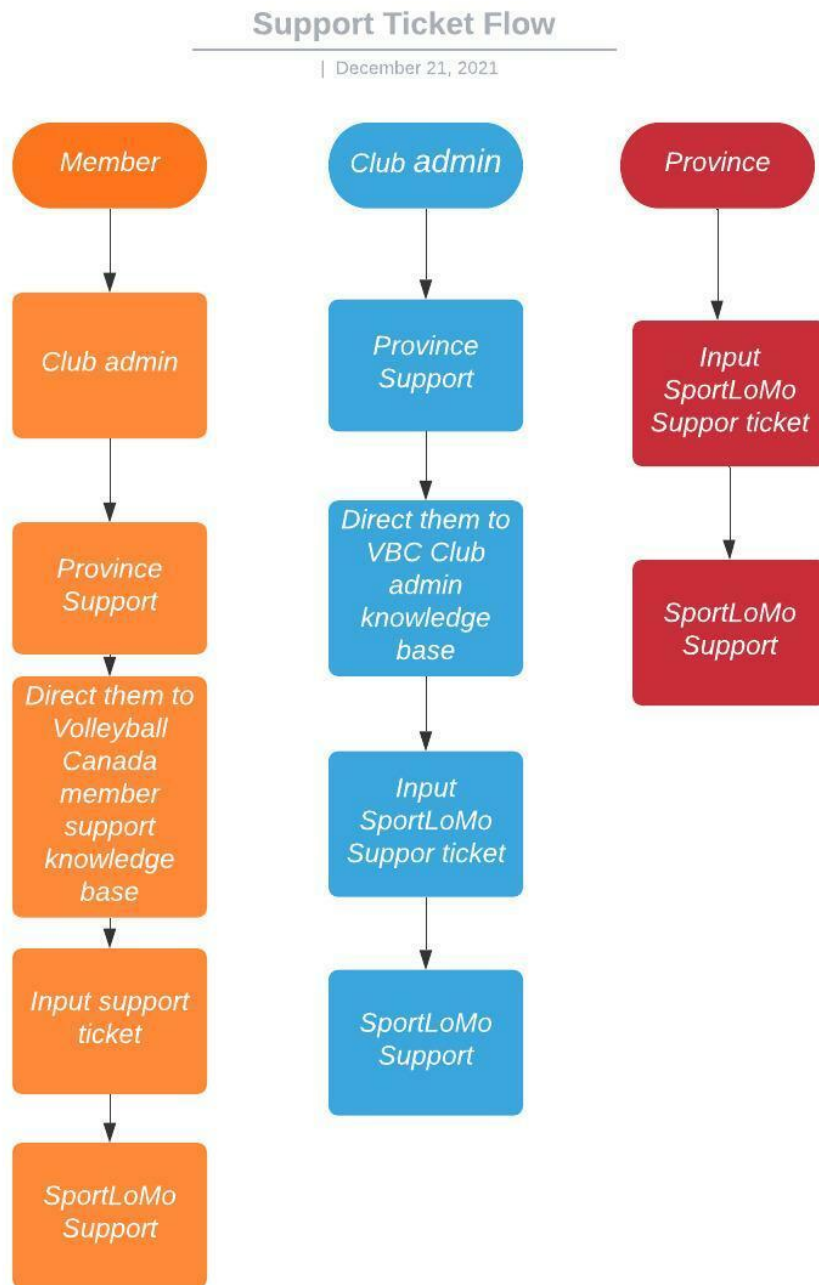 Support Ticket Flow
| December 21, 2021
Member
Club admin
Province
Support
Direct them to
Volleyball
Canada
member
support
knowledge
base
Input support
ticket
SportLoMo
Support
Club admin
Province
Support
Direct them to
VBC Club
admin
knowledge
base
Input
SportLoMo
Suppor ticket
SportLoMo
Support
Province
Input
SportLoMo
Suppor ticket
SportLoMo
Support